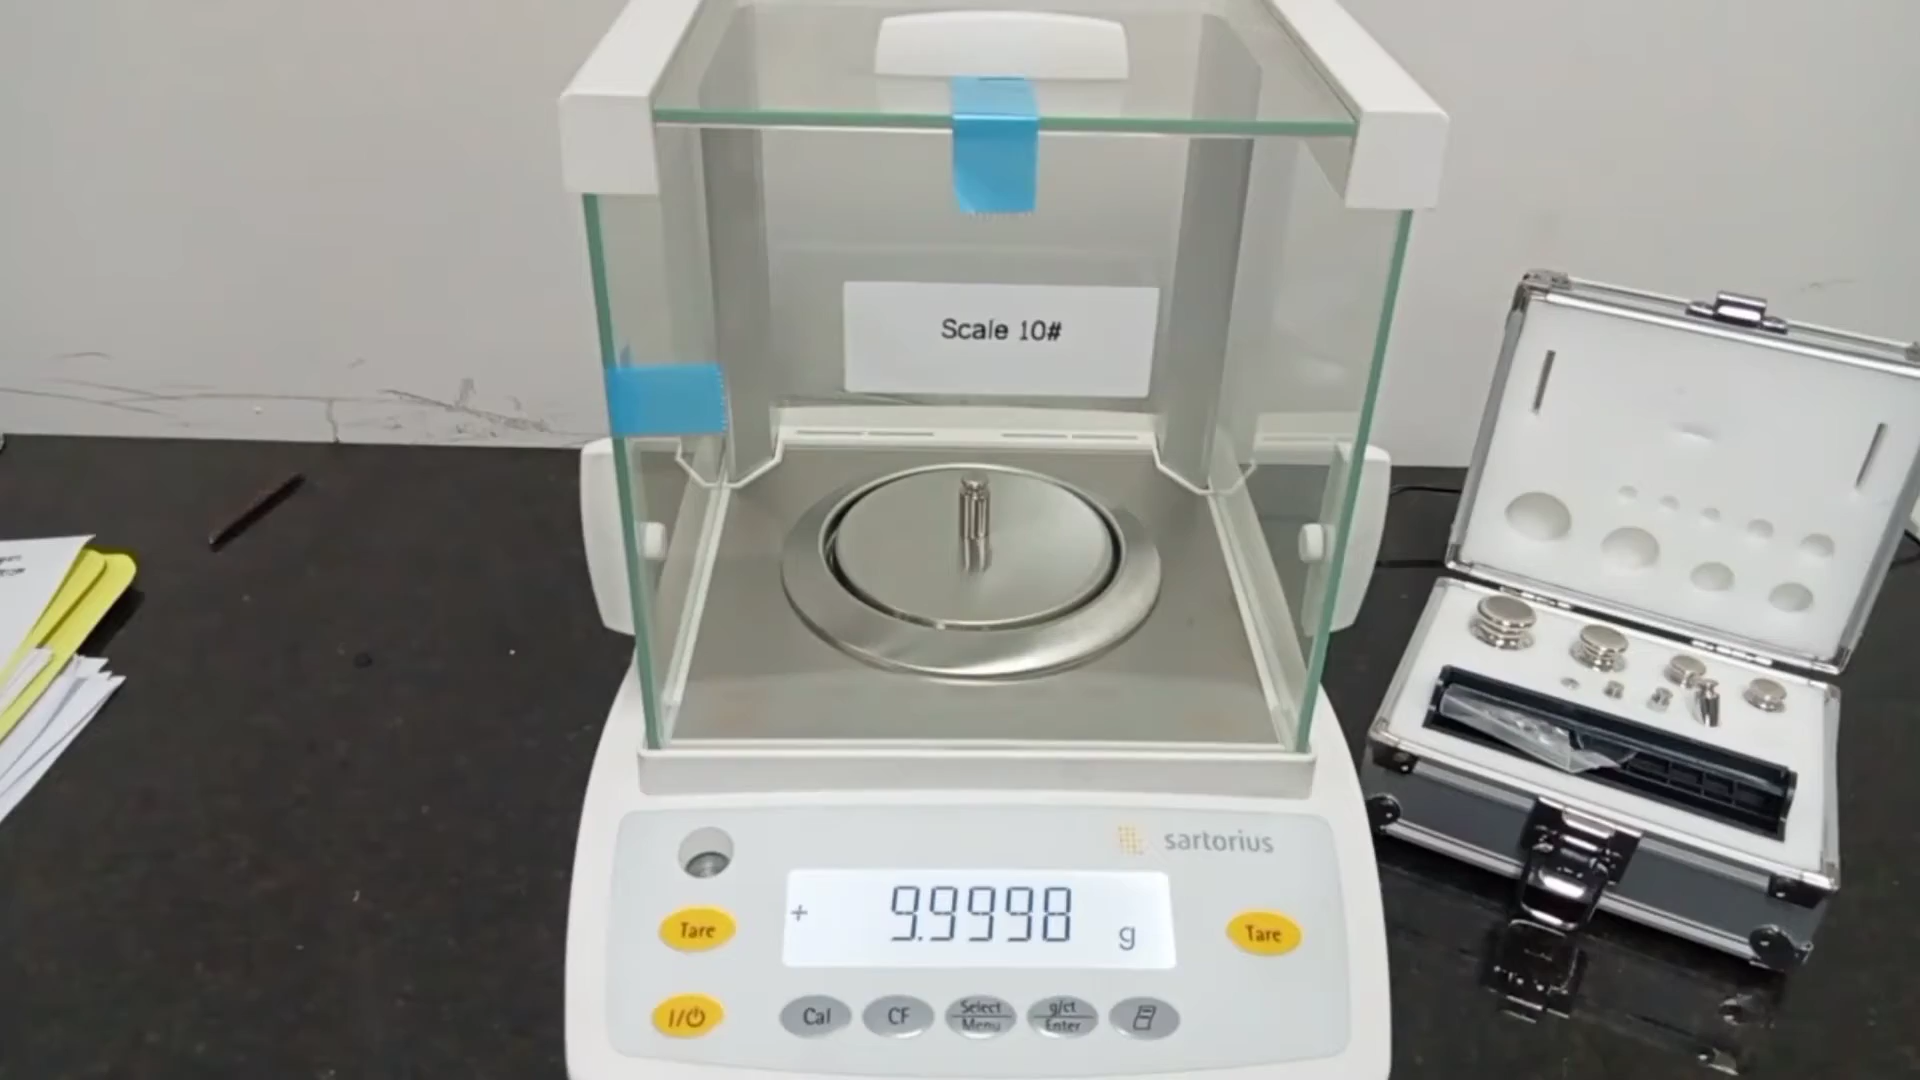 Scale 10#
sartorius
+ 9.9998 g
Tare
Tare
I/⏻
Cal
CF
Select
Menu
g/ct
Enter